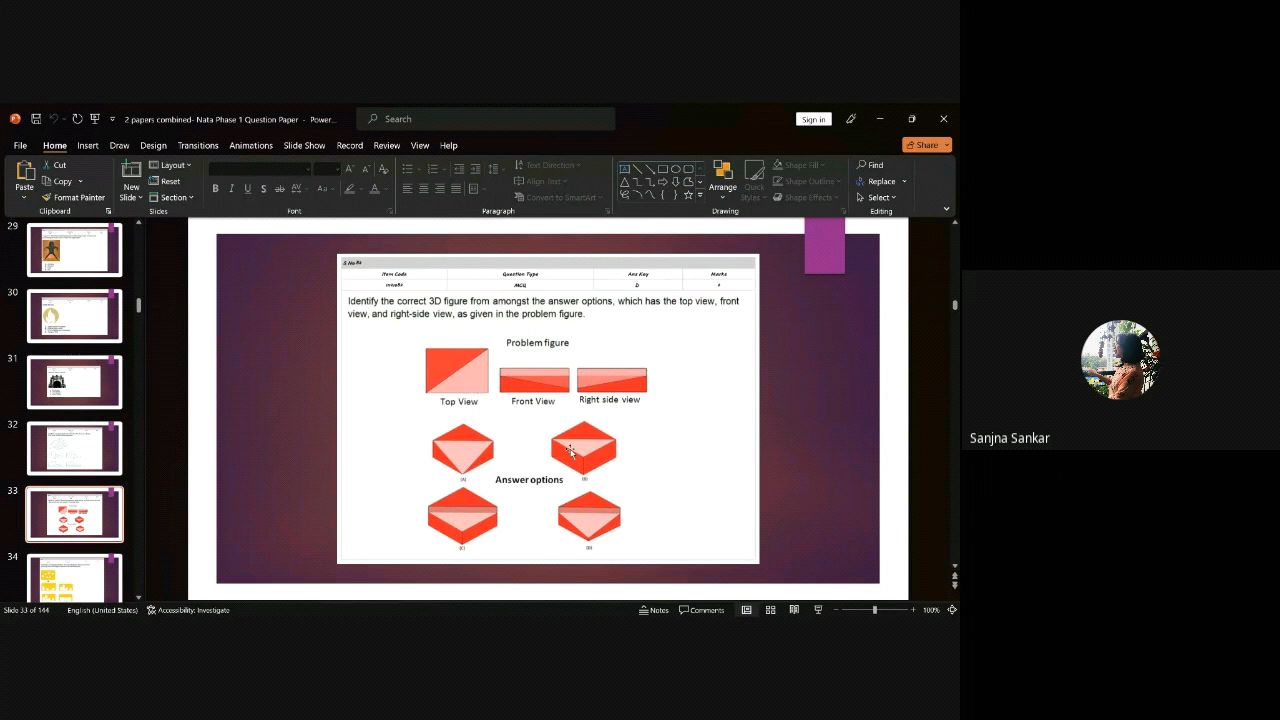 2 papers combined- Nata Phase 1 Question Paper - Power...
Search
Sign in
File Home Insert Draw Design Transitions Animations Slide Show Record Review View Help
Share
Paste
Cut
Copy
Format Painter
Clipboard
New Slide
Layout
Reset
Section
Slides
Font
Text Direction
Align Text
Convert to SmartArt
Paragraph
Arrange
Quick Styles
Shape Fill
Shape Outline
Shape Effects
Drawing
Find
Replace
Select
Editing
29
30
31
32
33
34
Item Code Question Type Ans Key Marks
MCQ D
Identify the correct 3D figure from amongst the answer options, which has the top view, front
view, and right-side view, as given in the problem figure.
Problem figure
Top View Front View Right side view
(A) (B)
Answer options
(C) (D)
Sanjna Sankar
Slide 33 of 144 English (United States) Accessibility: Investigate Notes Comments 100%